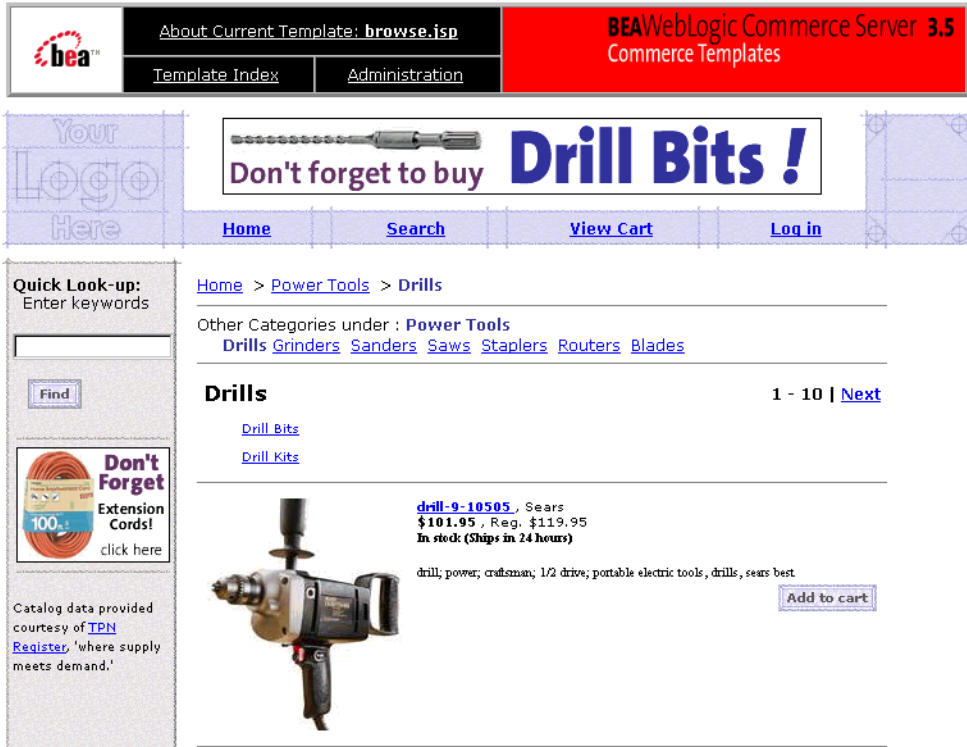 bea™
About Current Template: browse.jsp
Template Index
Administration
BEAWebLogic Commerce Server 3.5
Commerce Templates
Your
Logo
Here
Don't forget to buy Drill Bits !
Home
Search
View Cart
Log in
Quick Look-up:
Enter keywords
Find
Don't
Forget
Extension
Cords!
click here
100 ft.
Catalog data provided
courtesy of TPN
Register, 'where supply
meets demand.'
Home > Power Tools > Drills
Other Categories under : Power Tools
Drills Grinders Sanders Saws Staplers Routers Blades
Drills
1 - 10 | Next
Drill Bits
Drill Kits
drill-9-10505 , Sears
$101.95 , Reg. $119.95
In stock (Ships in 24 hours)
drill; power; craftsman; 1/2 drive; portable electric tools, drills, sears best
Add to cart